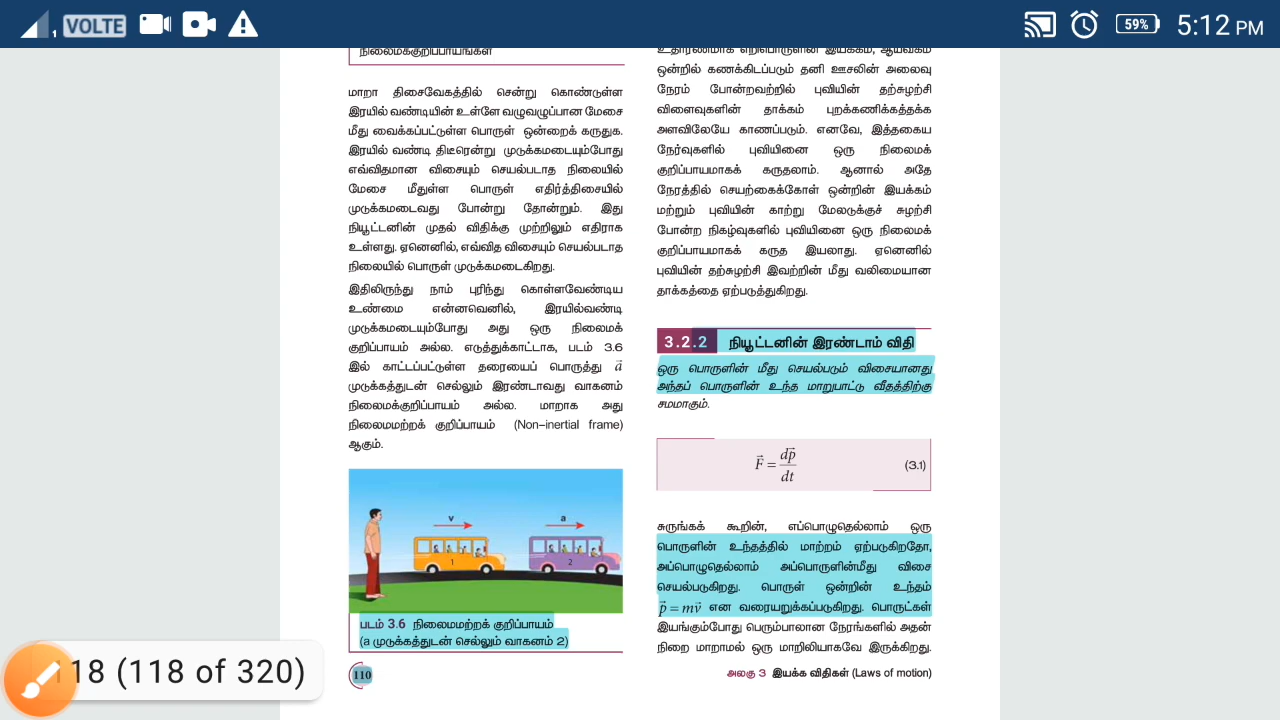 1 VOLTE 59% 5:12 PM
நிலைமக்குறிப்பாயங்கள்
மாறா திசைவேகத்தில் சென்று கொண்டுள்ள
இரயில் வண்டியின் உள்ளே வழுவழுப்பான மேசை
மீது வைக்கப்பட்டுள்ள பொருள் ஒன்றைக் கருதுக.
இரயில் வண்டி திடீரென்று முடுக்கமடையும்போது
எவ்விதமான விசையும் செயல்படாத நிலையில்
மேசை மீதுள்ள பொருள் எதிர்த்திசையில்
முடுக்கமடைவது போன்று தோன்றும். இது
நியூட்டனின் முதல் விதிக்கு முற்றிலும் எதிராக
உள்ளது. ஏனெனில், எவ்வித விசையும் செயல்படாத
நிலையில் பொருள் முடுக்கமடைகிறது.
இதிலிருந்து நாம் புரிந்து கொள்ளவேண்டிய
உண்மை என்னவெனில், இரயில்வண்டி
முடுக்கமடையும்போது அது ஒரு நிலைமக்
குறிப்பாயம் அல்ல. எடுத்துக்காட்டாக, படம் 3.6
இல் காட்டப்பட்டுள்ள தரையைப் பொருத்து a⃗
முடுக்கத்துடன் செல்லும் இரண்டாவது வாகனம்
நிலைமக்குறிப்பாயம் அல்ல. மாறாக அது
நிலைமமற்றக் குறிப்பாயம் (Non-inertial frame)
ஆகும்.
v a
1 2
படம் 3.6 நிலைமமற்றக் குறிப்பாயம்
(a முடுக்கத்துடன் செல்லும் வாகனம் 2)
110
உதாரணமாக எறிபொருளின் இயக்கம், ஆய்வகம்
ஒன்றில் கணக்கிடப்படும் தனி ஊசலின் அலைவு
நேரம் போன்றவற்றில் புவியின் தற்சுழற்சி
விளைவுகளின் தாக்கம் புறக்கணிக்கத்தக்க
அளவிலேயே காணப்படும். எனவே, இத்தகைய
நேர்வுகளில் புவியினை ஒரு நிலைமக்
குறிப்பாயமாகக் கருதலாம். ஆனால் அதே
நேரத்தில் செயற்கைக்கோள் ஒன்றின் இயக்கம்
மற்றும் புவியின் காற்று மேலடுக்குச் சுழற்சி
போன்ற நிகழ்வுகளில் புவியினை ஒரு நிலைமக்
குறிப்பாயமாகக் கருத இயலாது. ஏனெனில்
புவியின் தற்சுழற்சி இவற்றின் மீது வலிமையான
தாக்கத்தை ஏற்படுத்துகிறது.
3.2.2 நியூட்டனின் இரண்டாம் விதி
ஒரு பொருளின் மீது செயல்படும் விசையானது
அந்தப் பொருளின் உந்த மாறுபாட்டு வீதத்திற்கு
சமமாகும்.
F⃗ = dp⃗/dt (3.1)
சுருங்கக் கூறின், எப்பொழுதெல்லாம் ஒரு
பொருளின் உந்தத்தில் மாற்றம் ஏற்படுகிறதோ,
அப்பொழுதெல்லாம் அப்பொருளின்மீது விசை
செயல்படுகிறது. பொருள் ஒன்றின் உந்தம்
p⃗ = mv⃗ என வரையறுக்கப்படுகிறது. பொருட்கள்
இயங்கும்போது பெரும்பாலான நேரங்களில் அதன்
நிறை மாறாமல் ஒரு மாறிலியாகவே இருக்கிறது.
அலகு 3 இயக்க விதிகள் (Laws of motion)
118 (118 of 320)